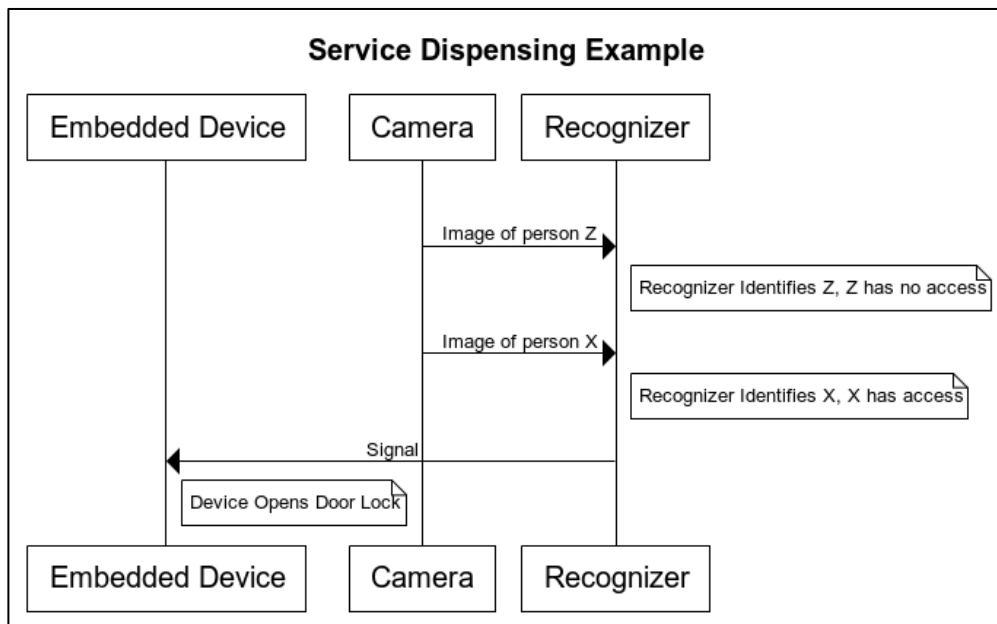 Service Dispensing Example
Embedded Device
Camera
Recognizer
Image of person Z
Recognizer Identifies Z, Z has no access
Image of person X
Recognizer Identifies X, X has access
Signal
Device Opens Door Lock
Embedded Device
Camera
Recognizer